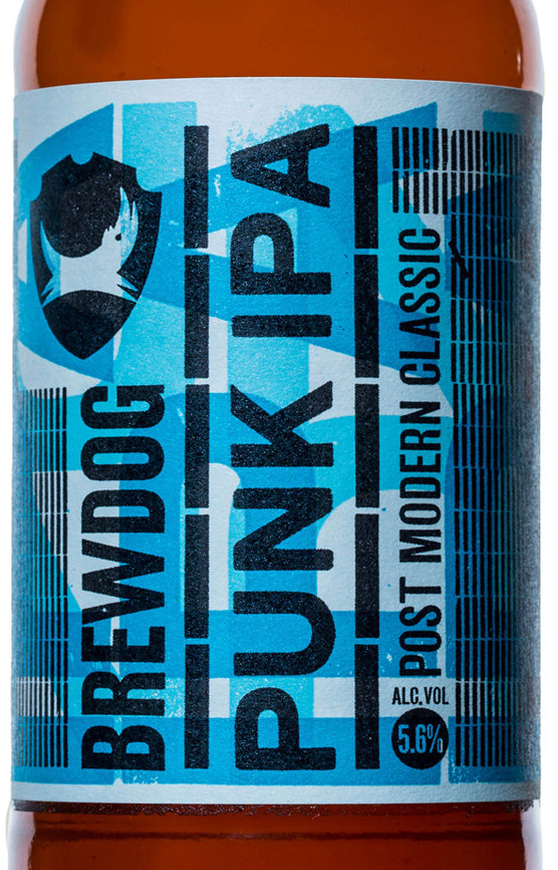 BREWDOG
PUNK IPA
POST MODERN CLASSIC
ALC.VOL
5.6%